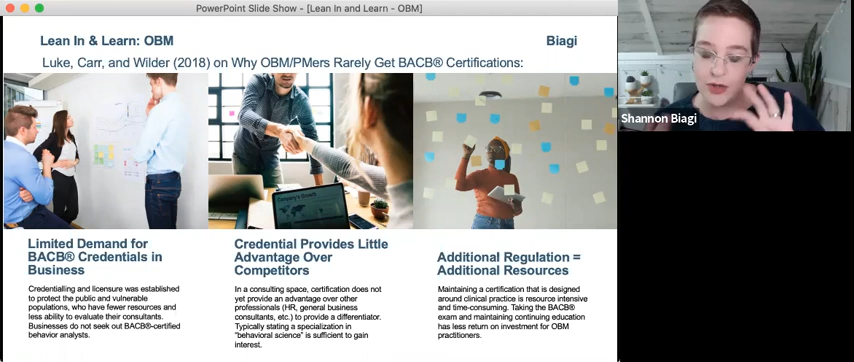 PowerPoint Slide Show - [Lean In and Learn - OBM]
Lean In & Learn: OBM
Biagi
Luke, Carr, and Wilder (2018) on Why OBM/PMers Rarely Get BACB® Certifications:
Shannon Biagi
Limited Demand for
BACB® Credentials in
Business
Credentialling and licensure was established
to protect the public and vulnerable
populations, who have fewer resources and
less ability to evaluate their consultants.
Businesses do not seek out BACB®-certified
behavior analysts.
Credential Provides Little
Advantage Over
Competitors
In a consulting space, certification does not
yet provide an advantage over other
professionals (HR, general business
consultants, etc.) to provide a differentiator.
Typically stating a specialization in
"behavioral science" is sufficient to gain
interest.
Additional Regulation =
Additional Resources
Maintaining a certification that is designed
around clinical practice is resource intensive
and time-consuming. Taking the BACB®
exam and maintaining continuing education
has less return on investment for OBM
practitioners.